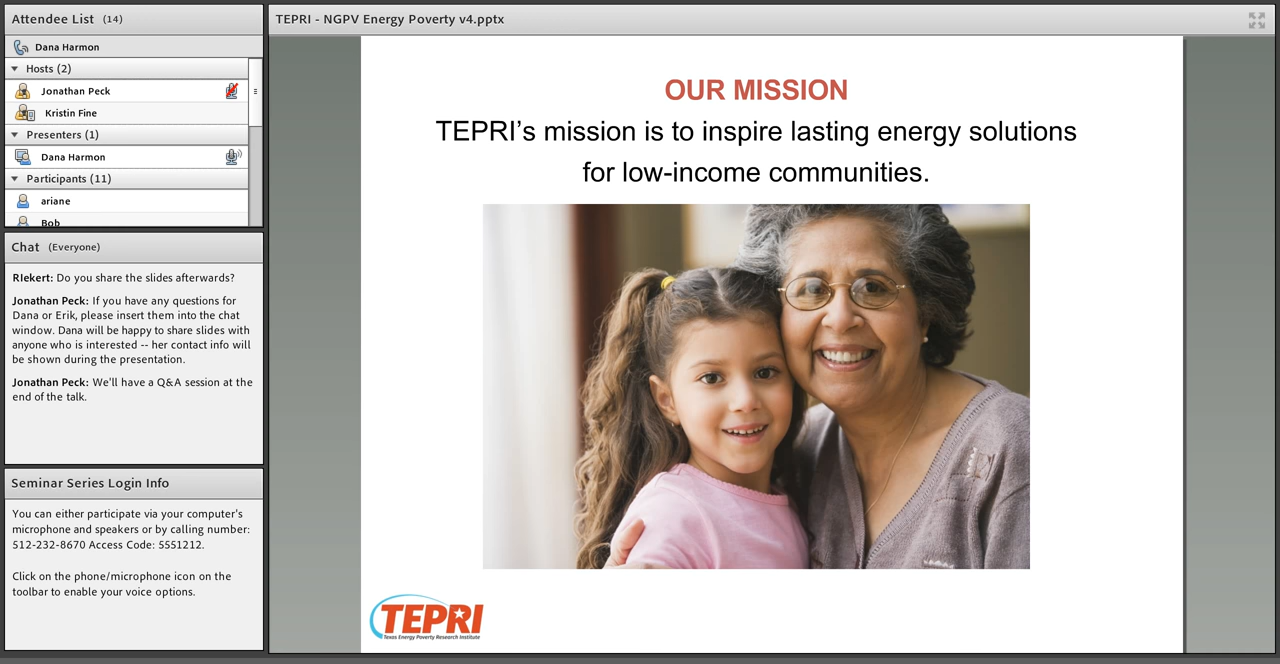 Attendee List (14)
Dana Harmon
Hosts (2)
Jonathan Peck
Kristin Fine
Presenters (1)
Dana Harmon
Participants (11)
ariane
Bob
Chat (Everyone)
RIekert: Do you share the slides afterwards?
Jonathan Peck: If you have any questions for
Dana or Erik, please insert them into the chat
window. Dana will be happy to share slides with
anyone who is interested -- her contact info will
be shown during the presentation.
Jonathan Peck: We'll have a Q&A session at the
end of the talk.
Seminar Series Login Info
You can either participate via your computer's
microphone and speakers or by calling number:
512-232-8670 Access Code: 5551212.
Click on the phone/microphone icon on the
toolbar to enable your voice options.
TEPRI - NGPV Energy Poverty v4.pptx
OUR MISSION
TEPRI’s mission is to inspire lasting energy solutions
for low-income communities.
TEPRI
Texas Energy Poverty Research Institute